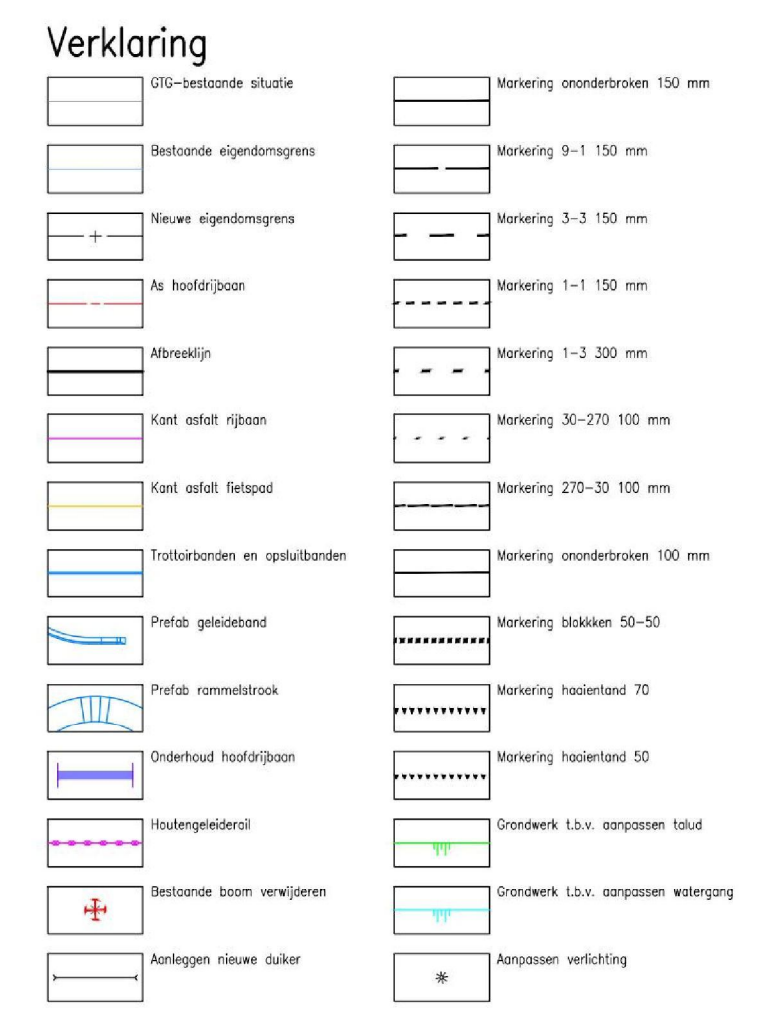 Verklaring
GTG-bestaande situatie
Bestaande eigendomsgrens
Nieuwe eigendomsgrens
As hoofdrijbaan
Afbreeklijn
Kant asfalt rijbaan
Kant asfalt fietspad
Trottoirbanden en opsluitbanden
Prefab geleideband
Prefab rammelstrook
Onderhoud hoofdrijbaan
Houtengeleiderail
Bestaande boom verwijderen
Aanleggen nieuwe duiker
Markering ononderbroken 150 mm
Markering 9-1 150 mm
Markering 3-3 150 mm
Markering 1-1 150 mm
Markering 1-3 300 mm
Markering 30-270 100 mm
Markering 270-30 100 mm
Markering ononderbroken 100 mm
Markering blokkken 50-50
Markering haaientand 70
Markering haaientand 50
Grondwerk t.b.v. aanpassen talud
Grondwerk t.b.v. aanpassen watergang
Aanpassen verlichting